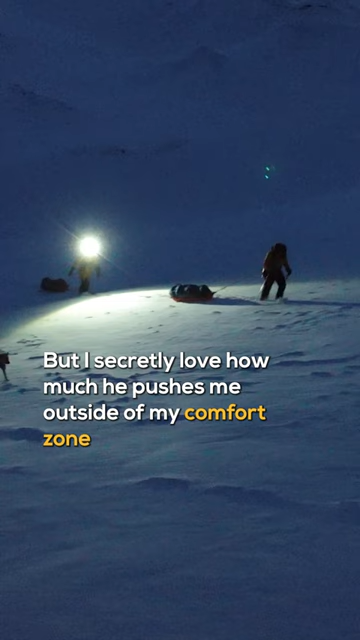 But I secretly love how
much he pushes me
outside of my comfort
zone